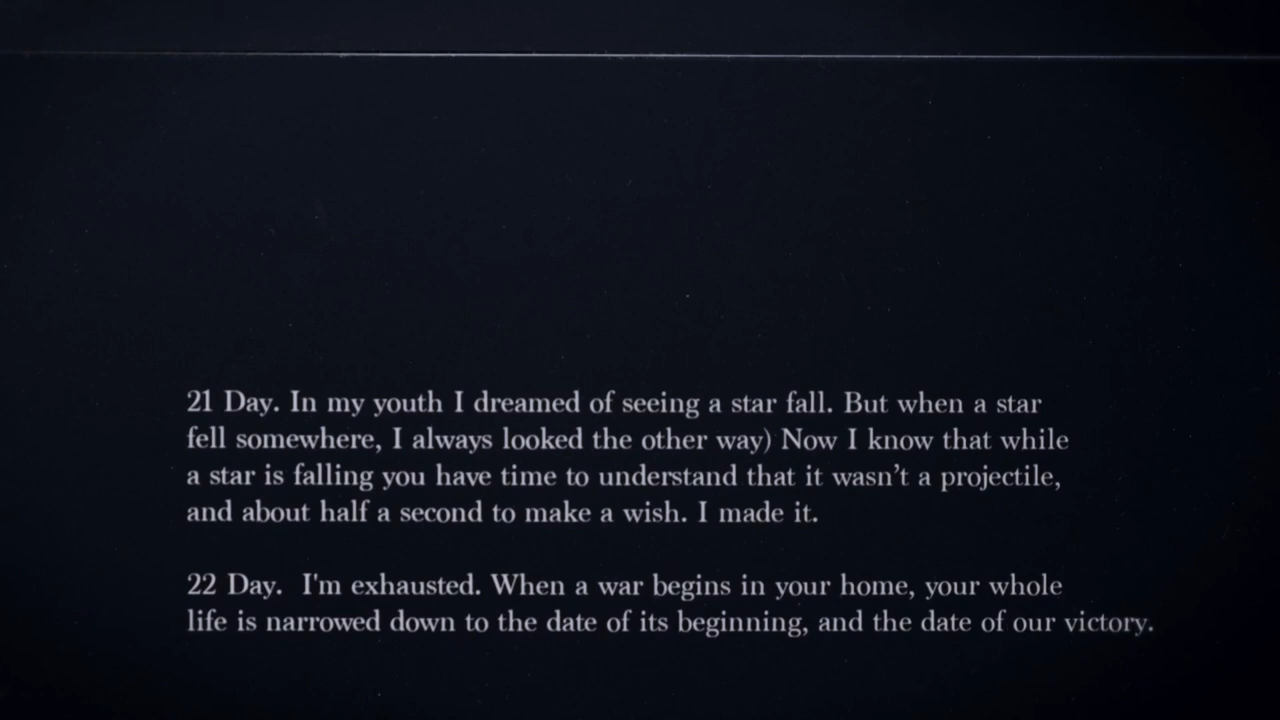 21 Day. In my youth I dreamed of seeing a star fall. But when a star
fell somewhere, I always looked the other way) Now I know that while
a star is falling you have time to understand that it wasn’t a projectile,
and about half a second to make a wish. I made it.
22 Day.  I'm exhausted. When a war begins in your home, your whole
life is narrowed down to the date of its beginning, and the date of our victory.